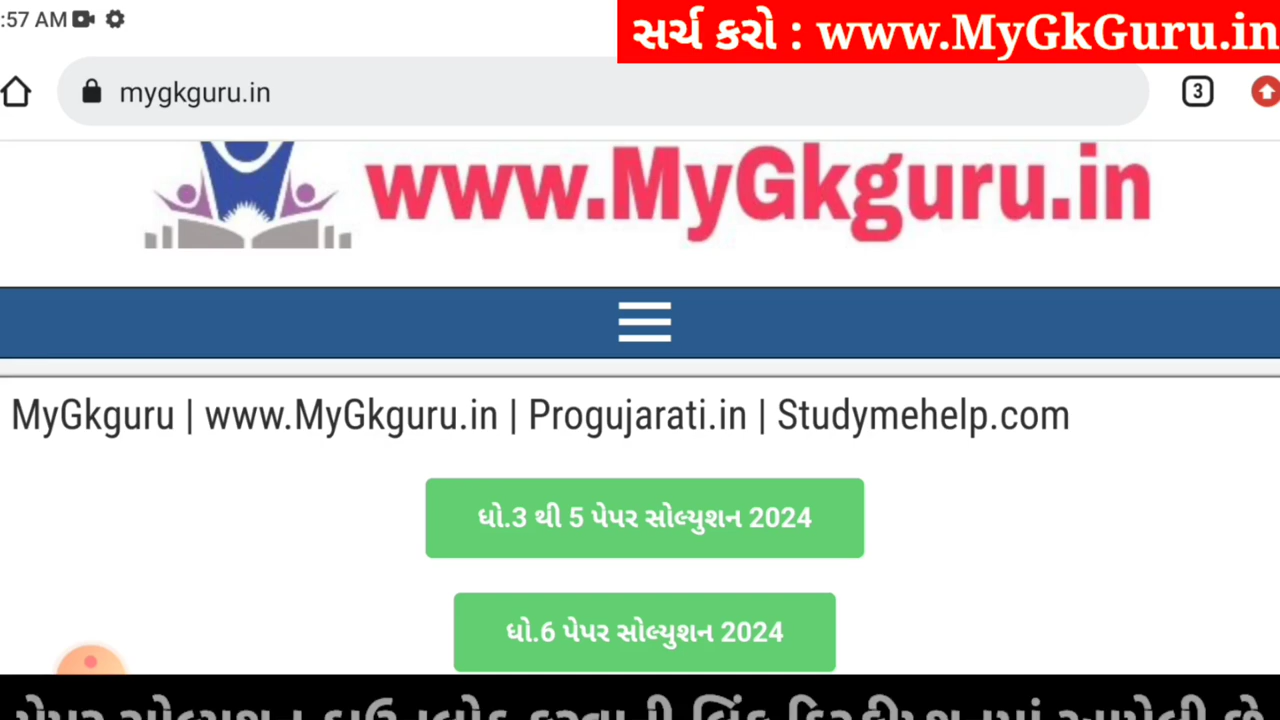 :57 AM
સર્ચ કરો : www.MyGkGuru.in
mygkguru.in
3
www.MyGkguru.in
MyGkguru | www.MyGkguru.in | Progujarati.in | Studymehelp.com
ધો.3 થી 5 પેપર સોલ્યુશન 2024
ધો.6 પેપર સોલ્યુશન 2024